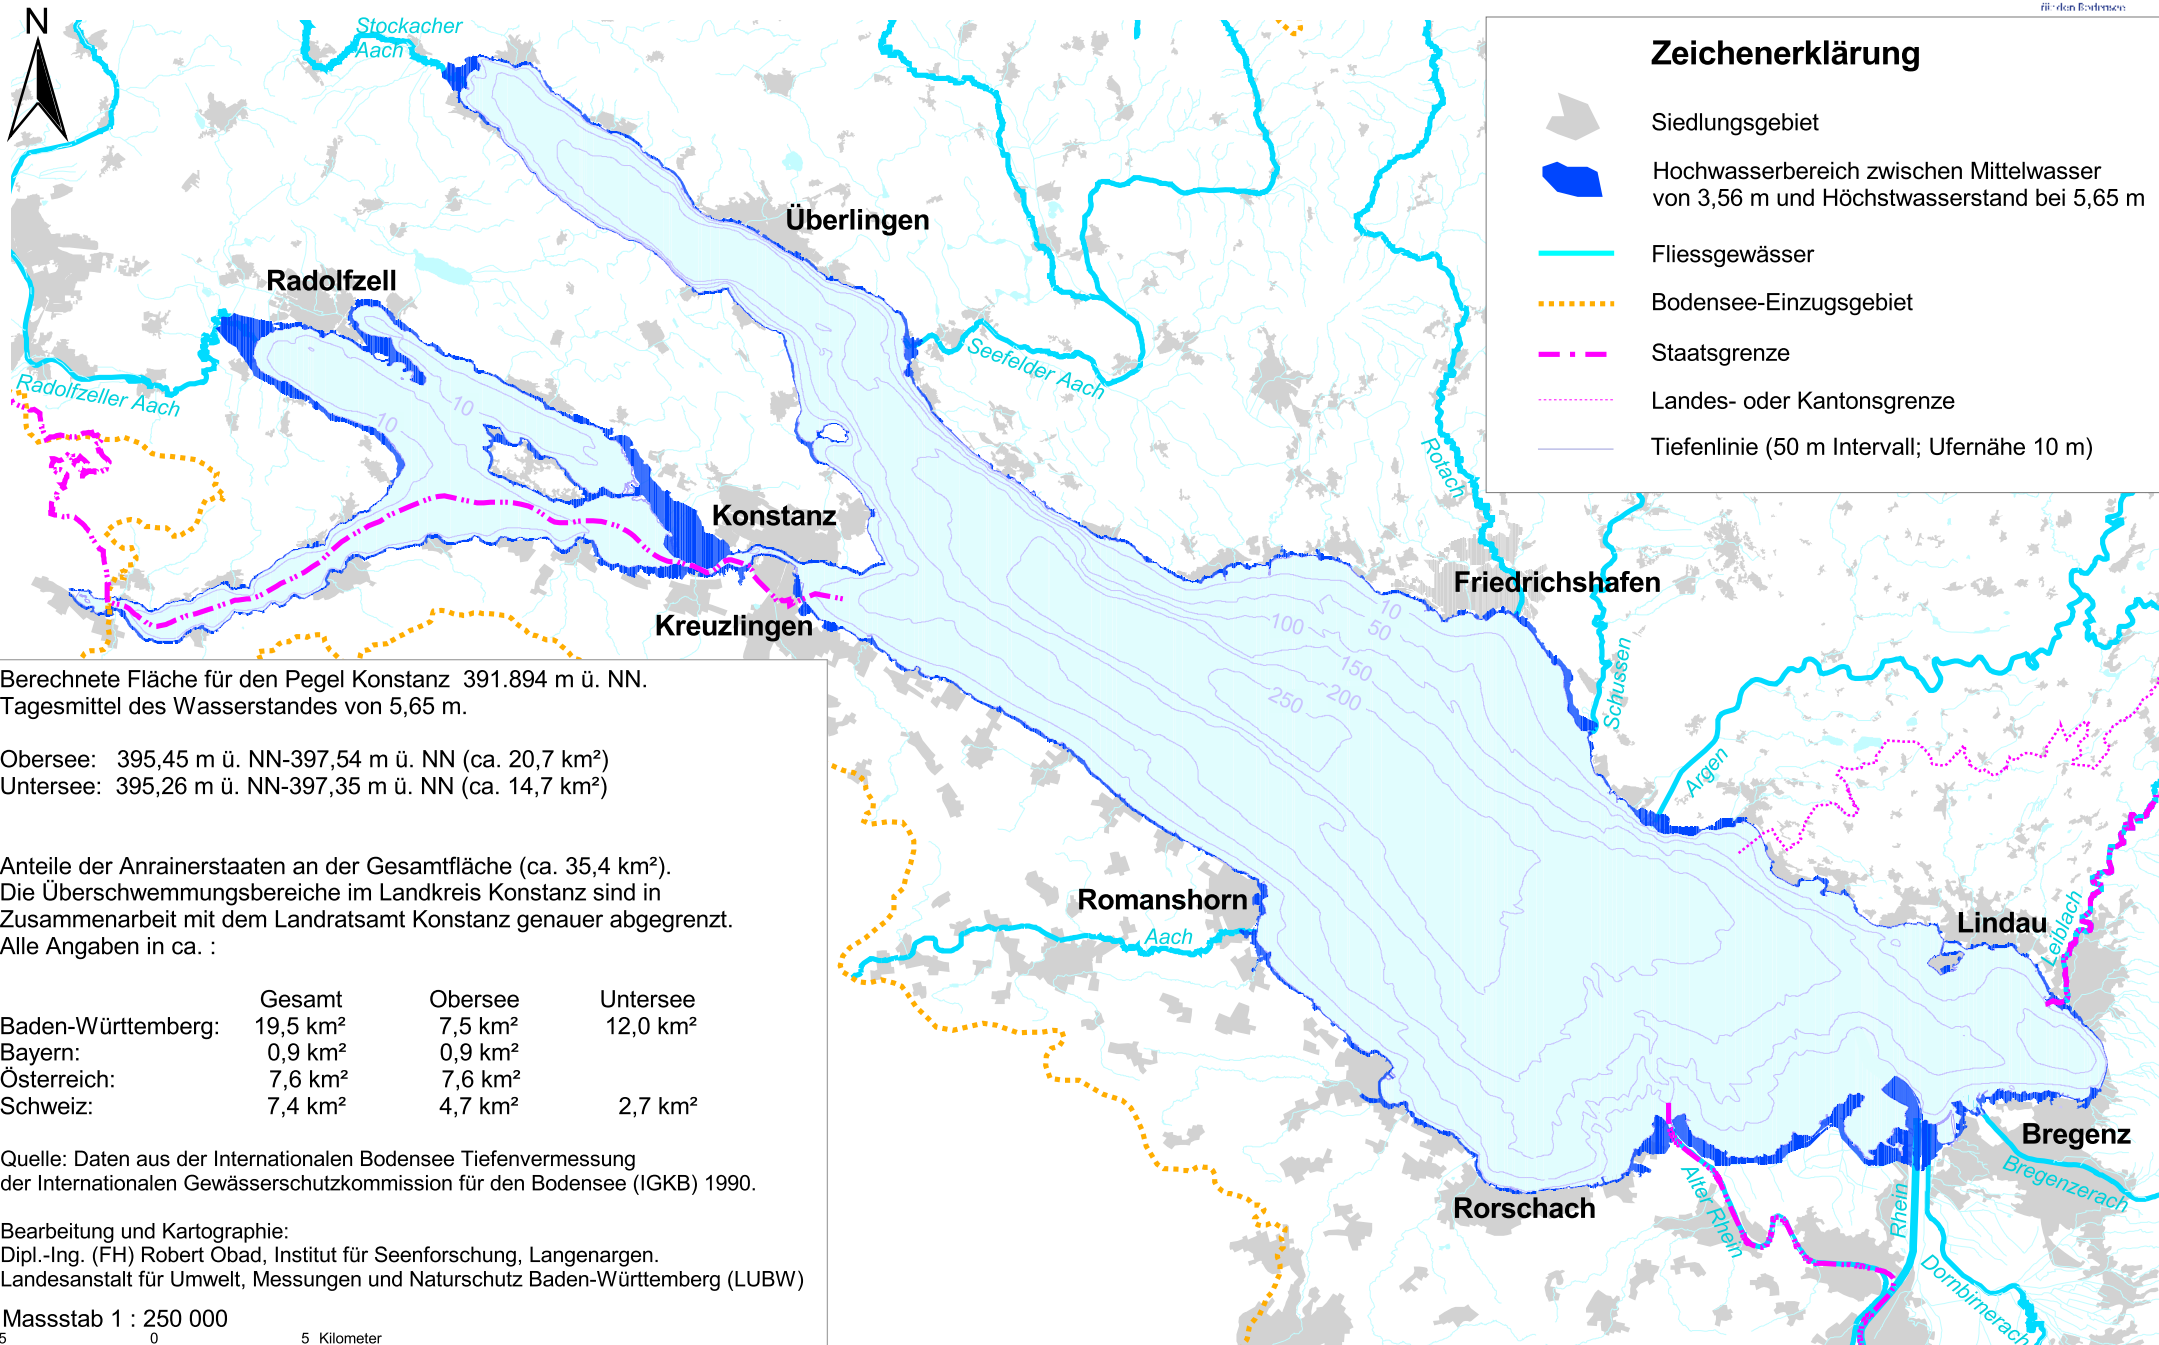 für den Bodensee
N
Stockacher
Aach
Zeichenerklärung
Siedlungsgebiet
Hochwasserbereich zwischen Mittelwasser
von 3,56 m und Höchstwasserstand bei 5,65 m
Fliessgewässer
Bodensee-Einzugsgebiet
Staatsgrenze
Landes- oder Kantonsgrenze
Tiefenlinie (50 m Intervall; Ufernähe 10 m)
Überlingen
Radolfzell
Radolfzeller Aach
Seefelder Aach
10
10
Rotach
Konstanz
Kreuzlingen
Friedrichshafen
10
50
100
150
200
250
Schussen
Argen
Romanshorn
Aach
Lindau
Leiblach
Bregenz
Bregenzerach
Rorschach
Alter Rhein
Rhein
Dornbirnerach
Berechnete Fläche für den Pegel Konstanz 391.894 m ü. NN.
Tagesmittel des Wasserstandes von 5,65 m.
Obersee: 395,45 m ü. NN-397,54 m ü. NN (ca. 20,7 km²)
Untersee: 395,26 m ü. NN-397,35 m ü. NN (ca. 14,7 km²)
Anteile der Anrainerstaaten an der Gesamtfläche (ca. 35,4 km²).
Die Überschwemmungsbereiche im Landkreis Konstanz sind in
Zusammenarbeit mit dem Landratsamt Konstanz genauer abgegrenzt.
Alle Angaben in ca. :
Gesamt Obersee Untersee
Baden-Württemberg: 19,5 km² 7,5 km² 12,0 km²
Bayern: 0,9 km² 0,9 km²
Österreich: 7,6 km² 7,6 km²
Schweiz: 7,4 km² 4,7 km² 2,7 km²
Quelle: Daten aus der Internationalen Bodensee Tiefenvermessung
der Internationalen Gewässerschutzkommission für den Bodensee (IGKB) 1990.
Bearbeitung und Kartographie:
Dipl.-Ing. (FH) Robert Obad, Institut für Seenforschung, Langenargen.
Landesanstalt für Umwelt, Messungen und Naturschutz Baden-Württemberg (LUBW)
Massstab 1 : 250 000
5 0 5 Kilometer